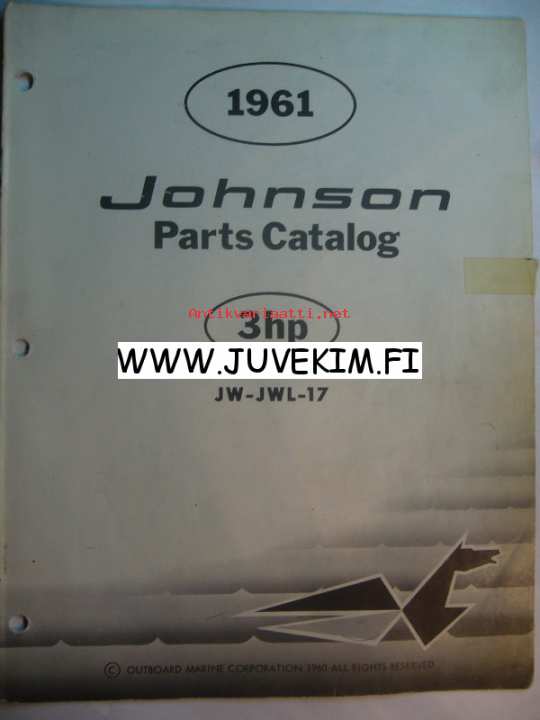 1961
Johnson
Parts Catalog
Antikvariaatti.net
3hp
WWW.JUVEKIM.FI
JW-JWL-17
© OUTBOARD MARINE CORPORATION 1960 ALL RIGHTS RESERVED